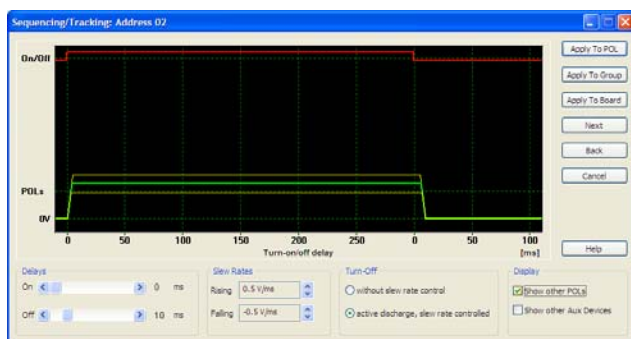 Sequencing/Tracking: Address 02
On/Off
POLs
0V
0 50 100 150 200 250 0 50 100
Turn-on/off delay [ms]
Apply To POL
Apply To Group
Apply To Board
Next
Back
Cancel
Help
Delays
On 0 ms
Off 10 ms
Slew Rates
Rising 0.5 V/ms
Falling -0.5 V/ms
Turn-Off
without slew rate control
active discharge, slew rate controlled
Display
Show other POLs
Show other Aux Devices